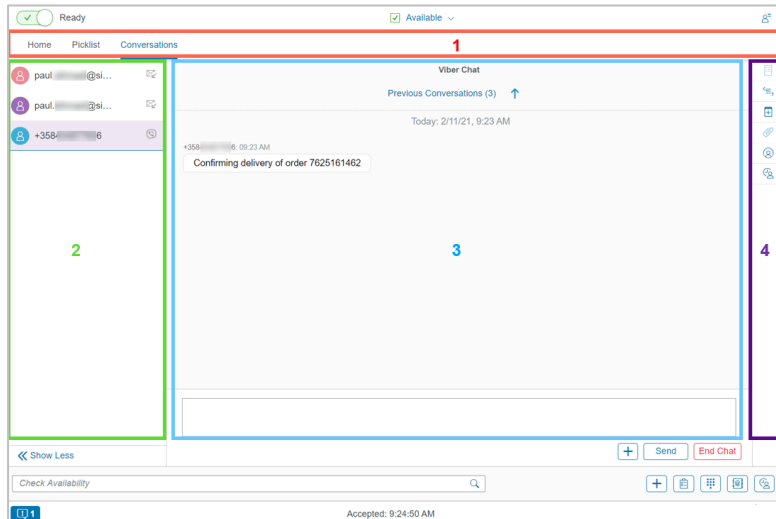 Ready
Available
Home Picklist Conversations
1
paul. @si...
paul. @si...
+358 6
2
Viber Chat
Previous Conversations (3)
Today: 2/11/21, 9:23 AM
+358 6: 09:23 AM
Confirming delivery of order 7625161462
3
4
Show Less
+ Send End Chat
Check Availability
1
Accepted: 9:24:50 AM